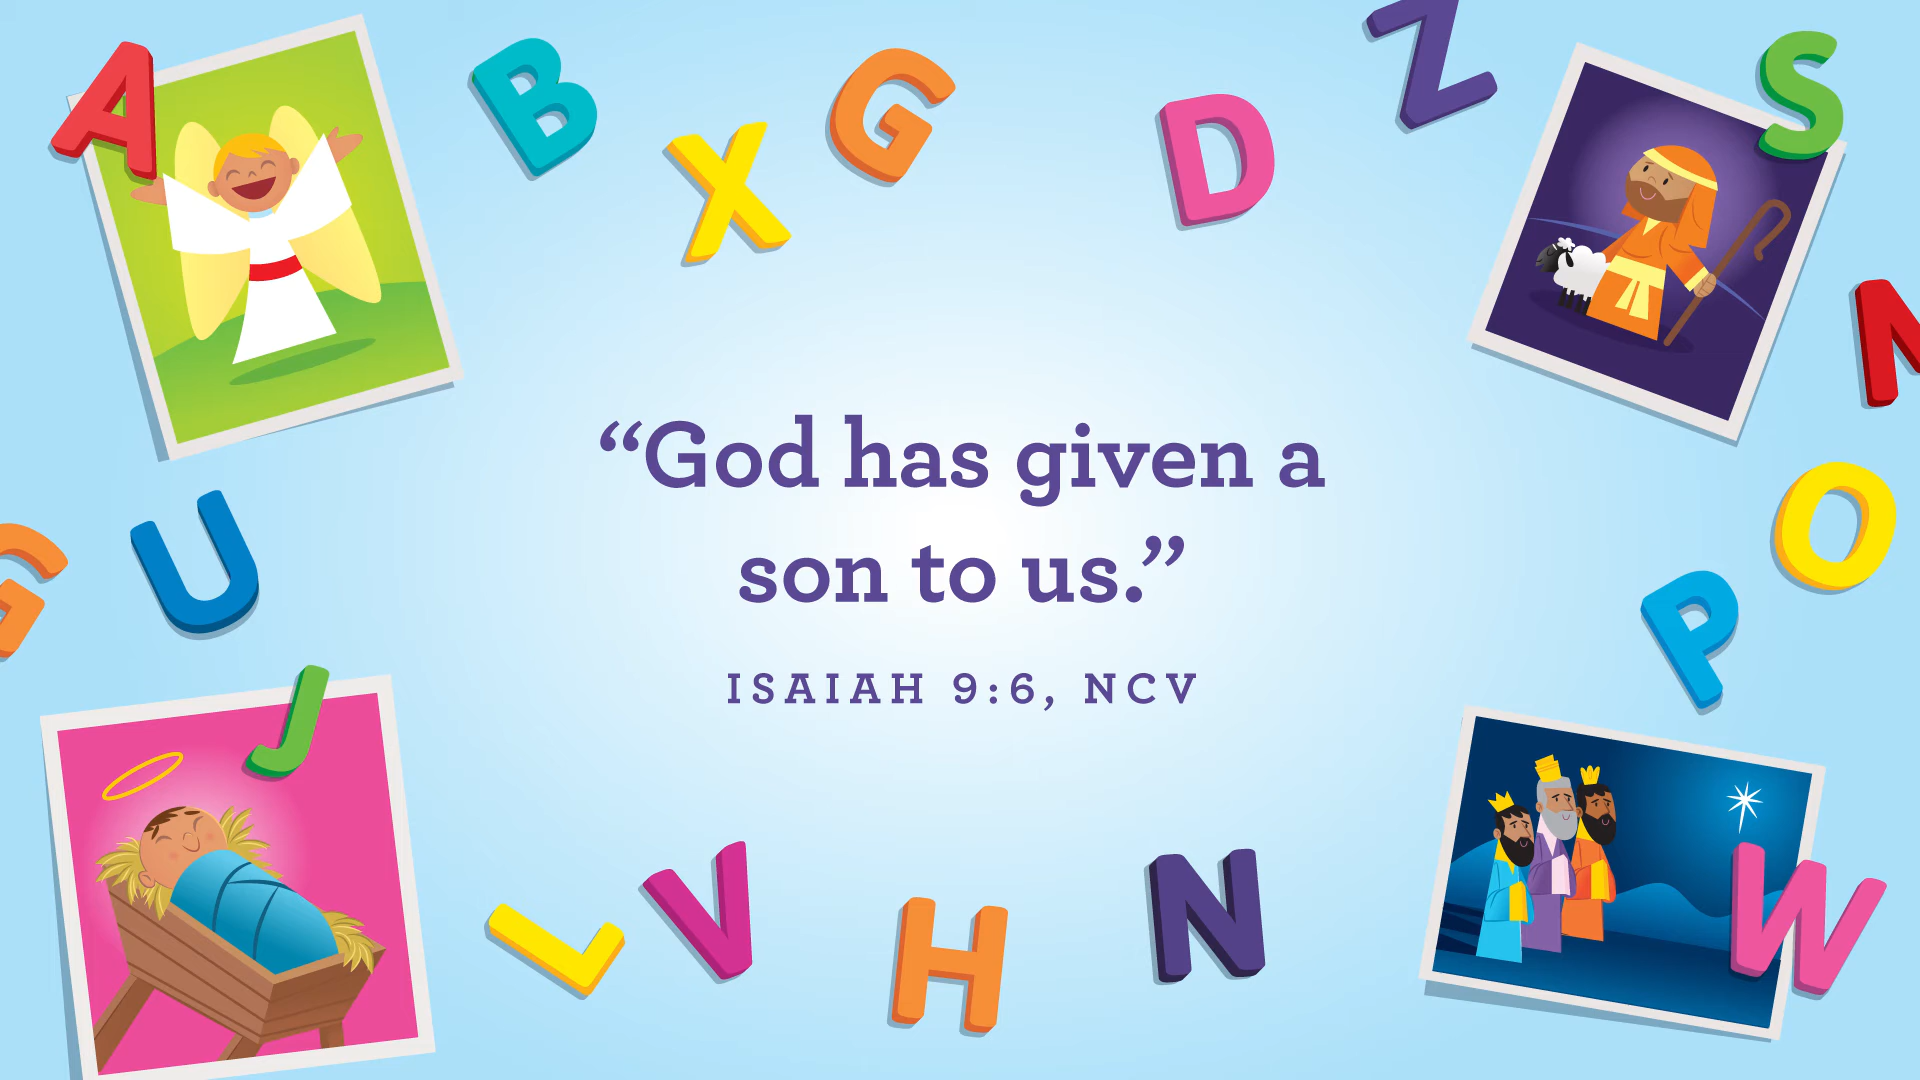 A
B
X
G
D
Z
S
N
“God has given a
son to us.”
ISAIAH 9:6, NCV
G
U
O
P
J
L
V
H
N
W